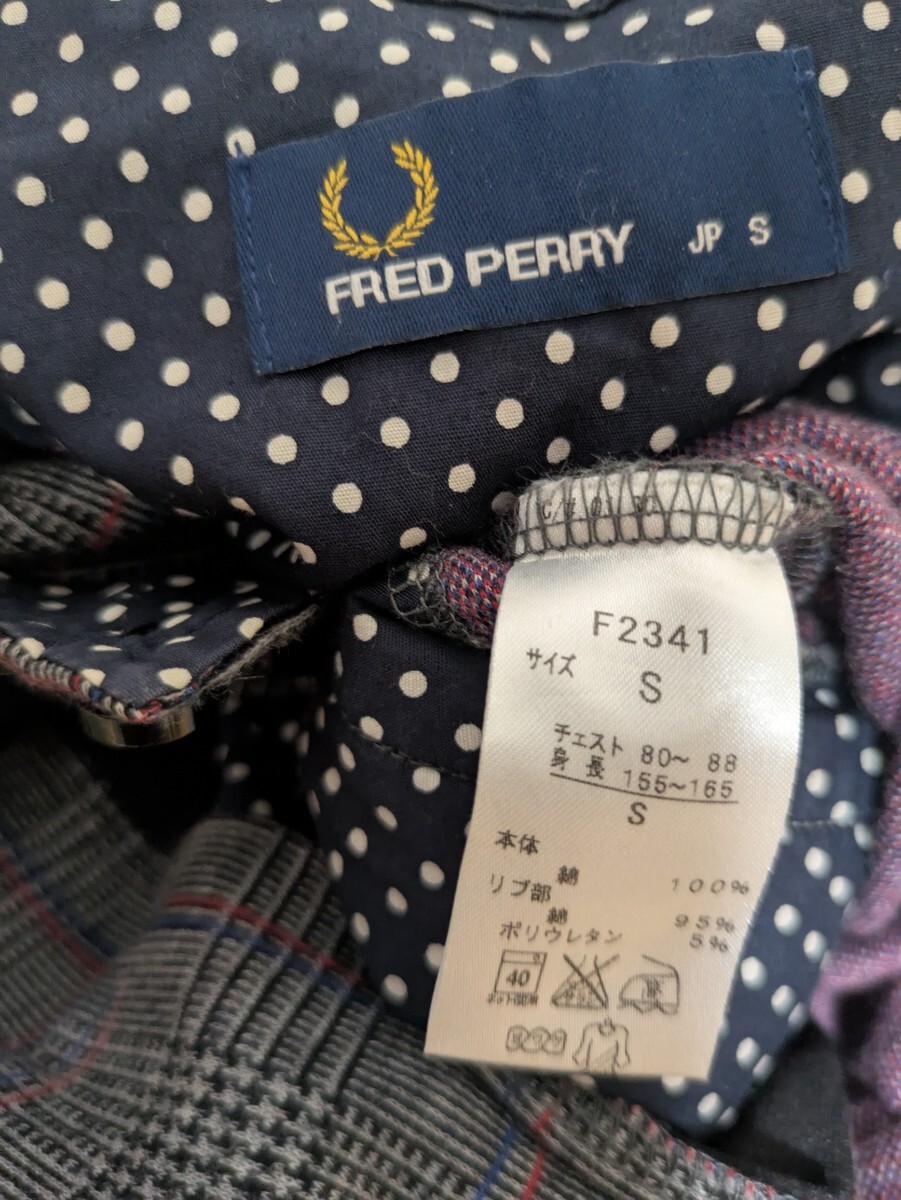 FRED PERRY JP S
F2341
サイズ
S
チェスト 80~ 88
身長 155~165
S
本体
綿 100%
リブ部
綿 95%
ポリウレタン 5%
40